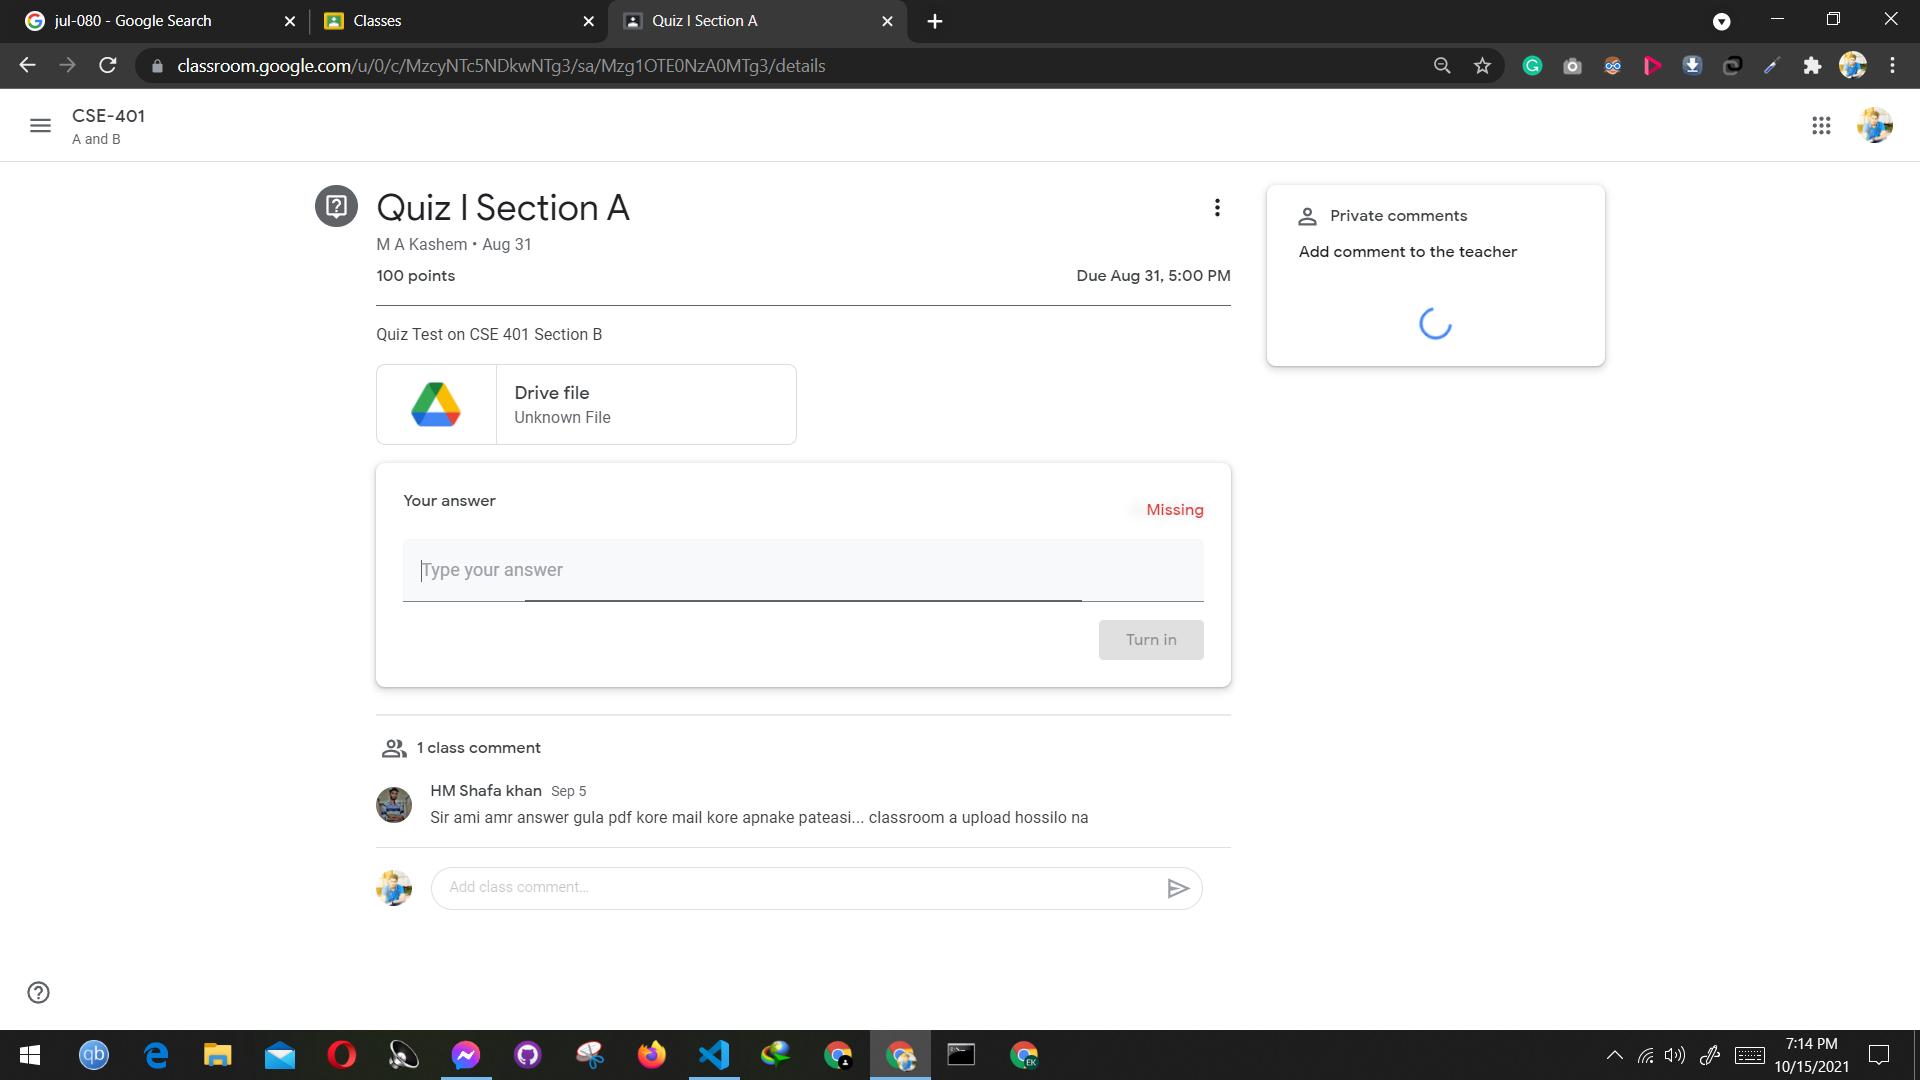 jul-080 - Google Search
Classes
Quiz I Section A
classroom.google.com/u/0/c/MzcyNTc5NDkwNTg3/sa/Mzg1OTE0NzA0MTg3/details
CSE-401
A and B
Quiz I Section A
M A Kashem • Aug 31
100 points
Due Aug 31, 5:00 PM
Quiz Test on CSE 401 Section B
Drive file
Unknown File
Your answer
Missing
Type your answer
Turn in
Private comments
Add comment to the teacher
1 class comment
HM Shafa khan Sep 5
Sir ami amr answer gula pdf kore mail kore apnake pateasi... classroom a upload hossilo na
Add class comment...
qb
EK
7:14 PM
10/15/2021